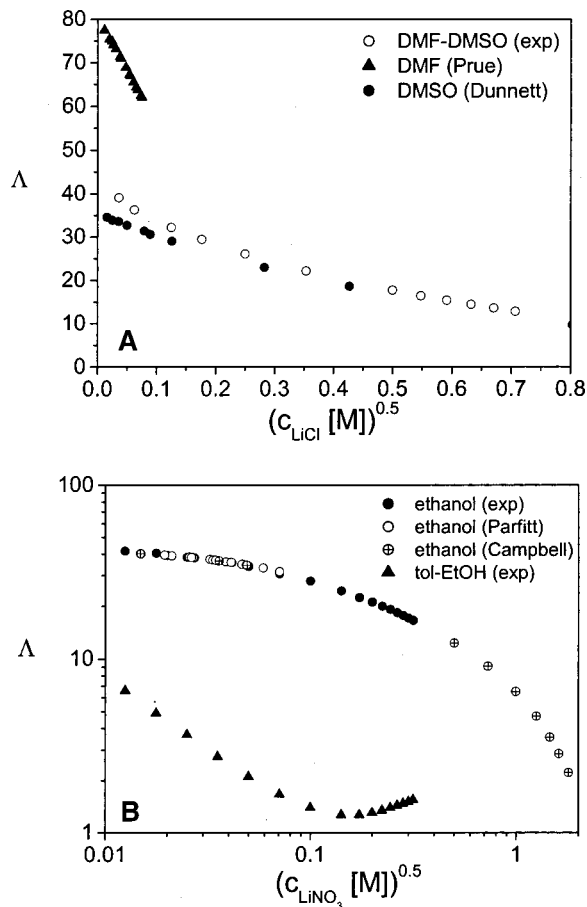 Λ
80
70
60
50
40
30
20
10
0
DMF-DMSO (exp)
DMF (Prue)
DMSO (Dunnett)
A
0.0 0.1 0.2 0.3 0.4 0.5 0.6 0.7 0.8
(c_LiCl [M])^0.5
Λ
100
10
1
ethanol (exp)
ethanol (Parfitt)
ethanol (Campbell)
tol-EtOH (exp)
B
0.01 0.1 1
(c_LiNO₃ [M])^0.5